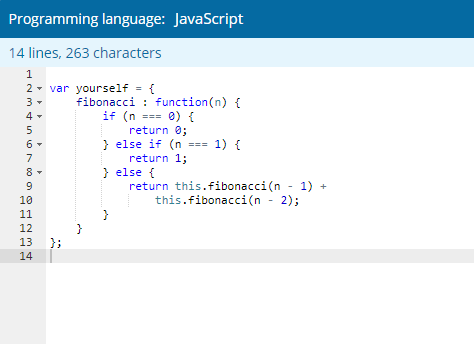 Programming language: JavaScript
14 lines, 263 characters
1
2 var yourself = {
3     fibonacci : function(n) {
4         if (n === 0) {
5             return 0;
6         } else if (n === 1) {
7             return 1;
8         } else {
9             return this.fibonacci(n - 1) +
10                 this.fibonacci(n - 2);
11         }
12     }
13 };
14